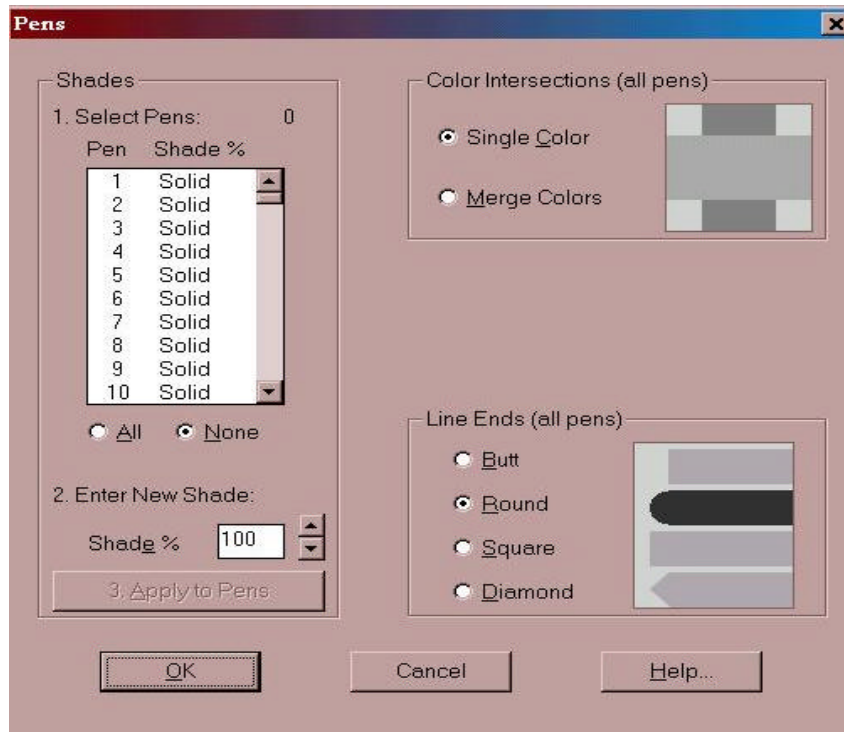 Pens
Shades
1. Select Pens: 0
Pen Shade %
1 Solid
2 Solid
3 Solid
4 Solid
5 Solid
6 Solid
7 Solid
8 Solid
9 Solid
10 Solid
All None
2. Enter New Shade:
Shade % 100
3. Apply to Pens
Color Intersections (all pens)
Single Color
Merge Colors
Line Ends (all pens)
Butt
Round
Square
Diamond
OK Cancel Help...